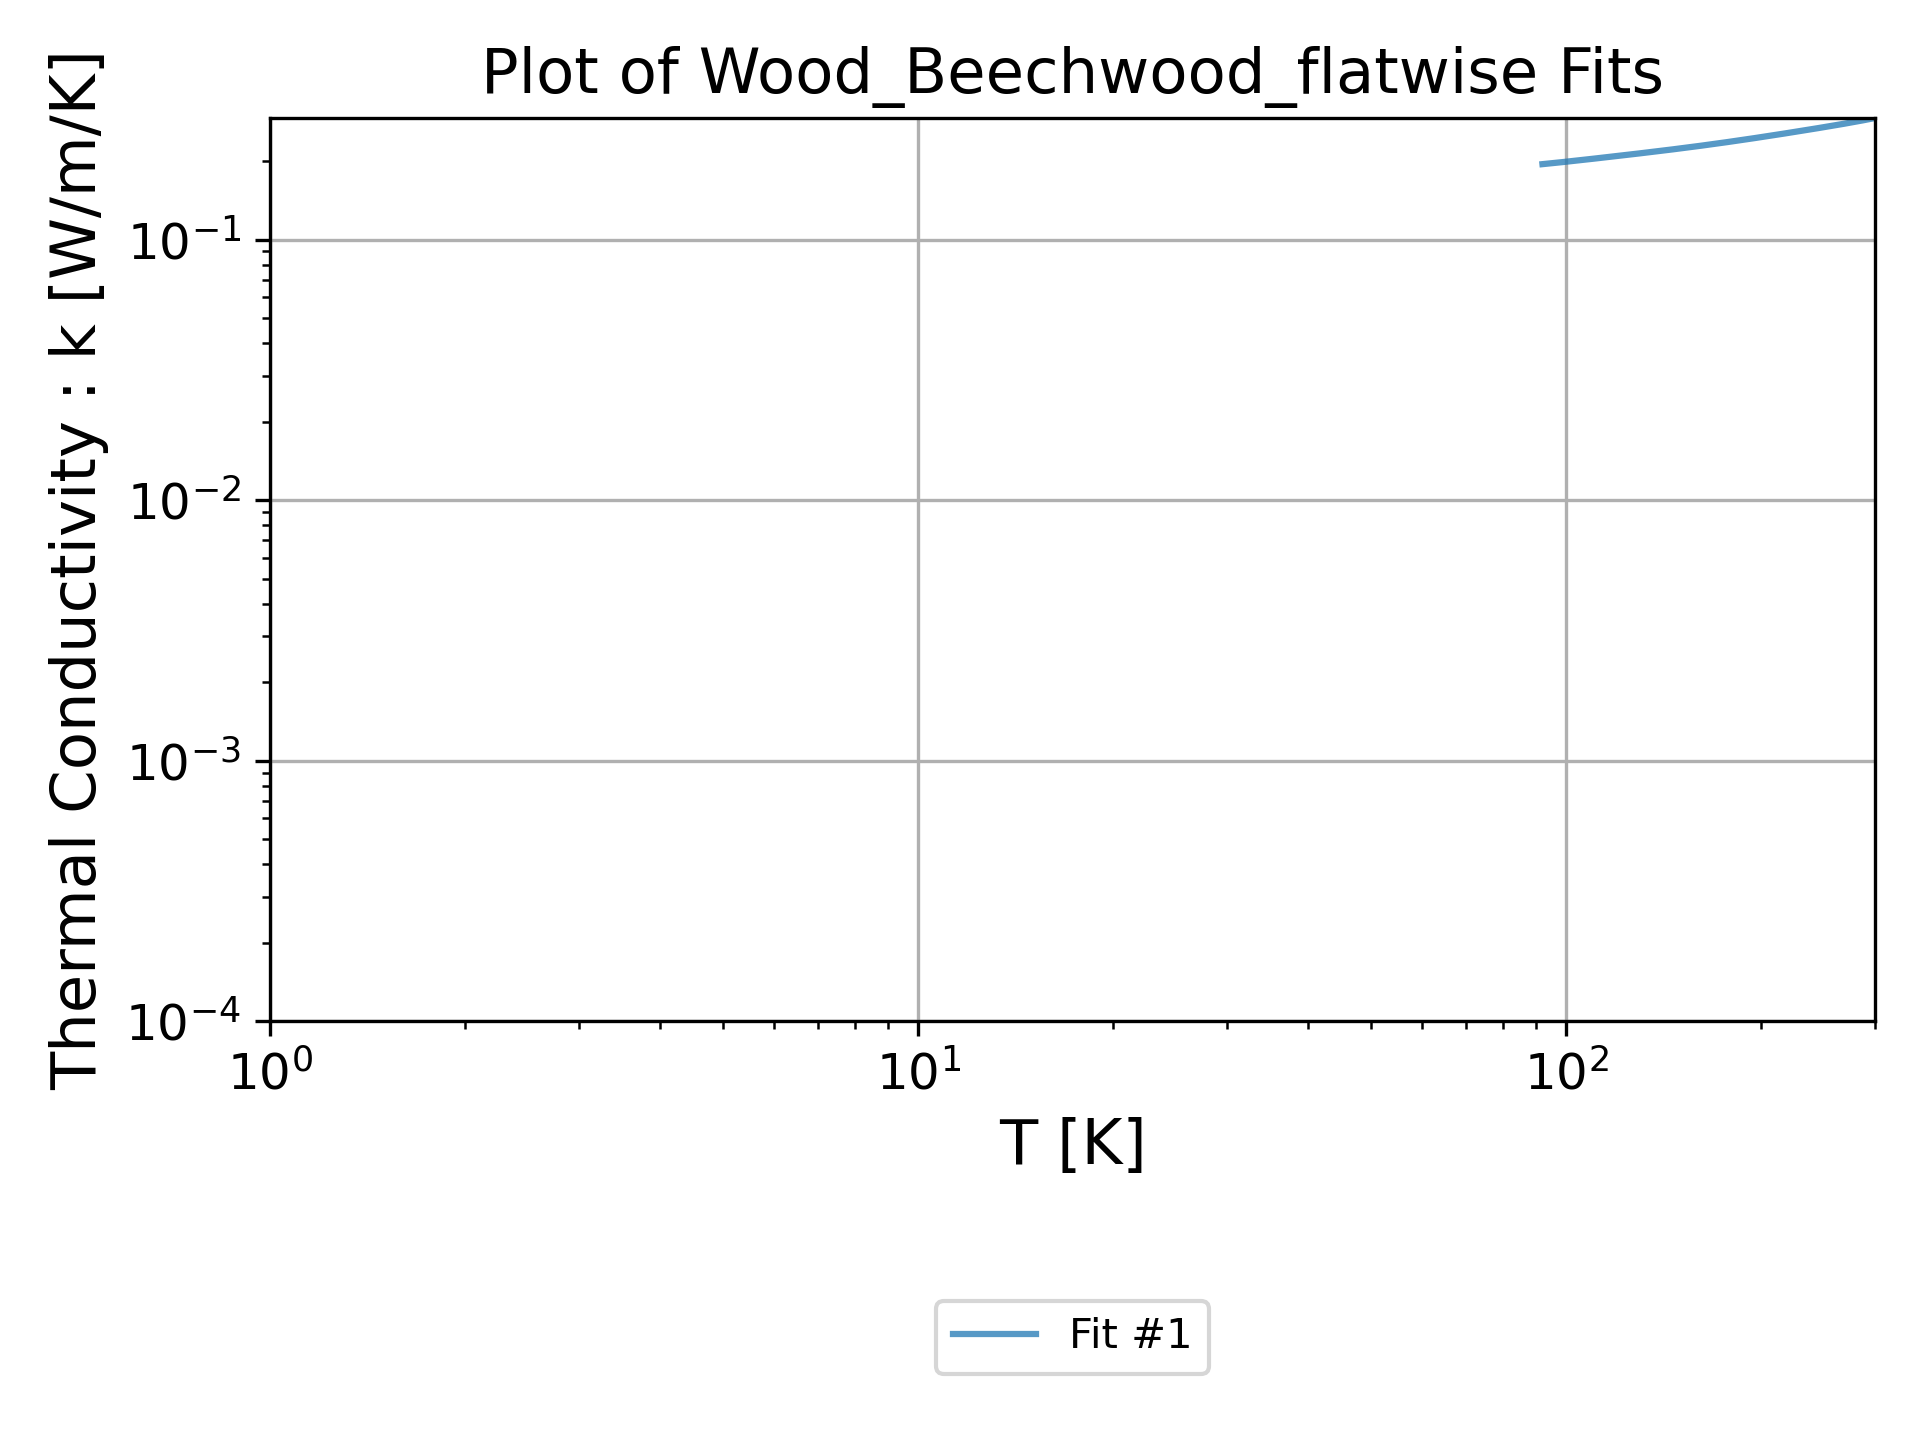 Plot of Wood_Beechwood_flatwise Fits
Thermal Conductivity : k [W/m/K]
10⁻¹
10⁻²
10⁻³
10⁻⁴
10⁰ 10¹ 10²
T [K]
Fit #1